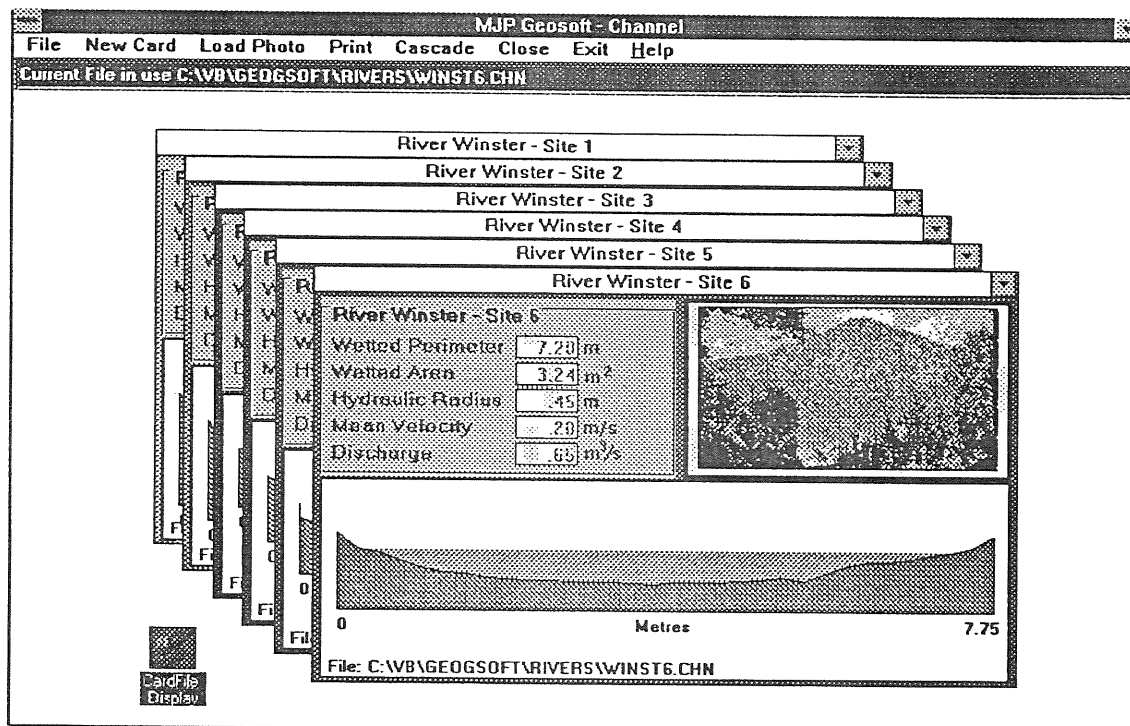 MJP Geosoft - Channel
File New Card Load Photo Print Cascade Close Exit Help
Current File in use C:\VB\GEOGSOFT\RIVERS\WINST6.CHN
River Winster - Site 1
River Winster - Site 2
River Winster - Site 3
River Winster - Site 4
River Winster - Site 5
River Winster - Site 6
River Winster - Site 6
Wetted Perimeter 7.20 m
Wetted Area 3.24 m²
Hydraulic Radius .45 m
Mean Velocity .20 m/s
Discharge .65 m³/s
0 Metres 7.75
File: C:\VB\GEOGSOFT\RIVERS\WINST6.CHN
CardFile
Display